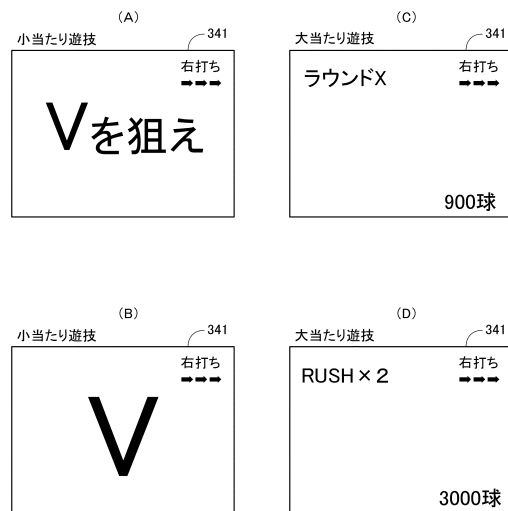 (A)
小当たり遊技
341
右打ち
➡➡➡
Vを狙え
(C)
大当たり遊技
341
右打ち
➡➡➡
ラウンドX
900球
(B)
小当たり遊技
341
右打ち
➡➡➡
V
(D)
大当たり遊技
341
右打ち
➡➡➡
RUSH×2
3000球